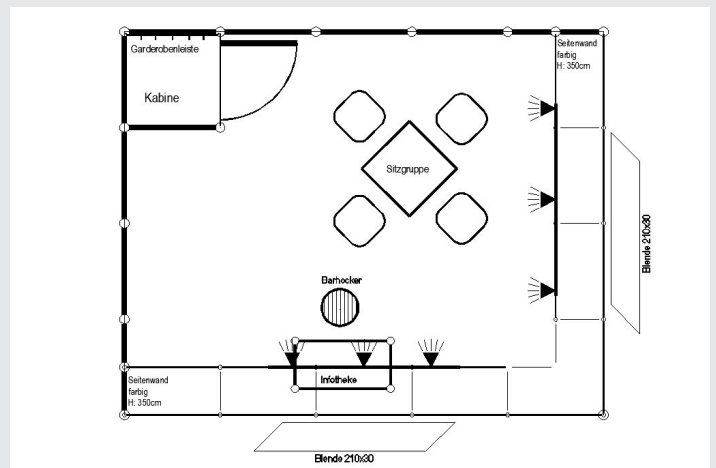 Garderobenleiste
Seitenwand
farbig
H: 350cm
Kabine
Sitzgruppe
Blende 210x30
Barhocker
Infotheke
Seitenwand
farbig
H: 350cm
Blende 210x30